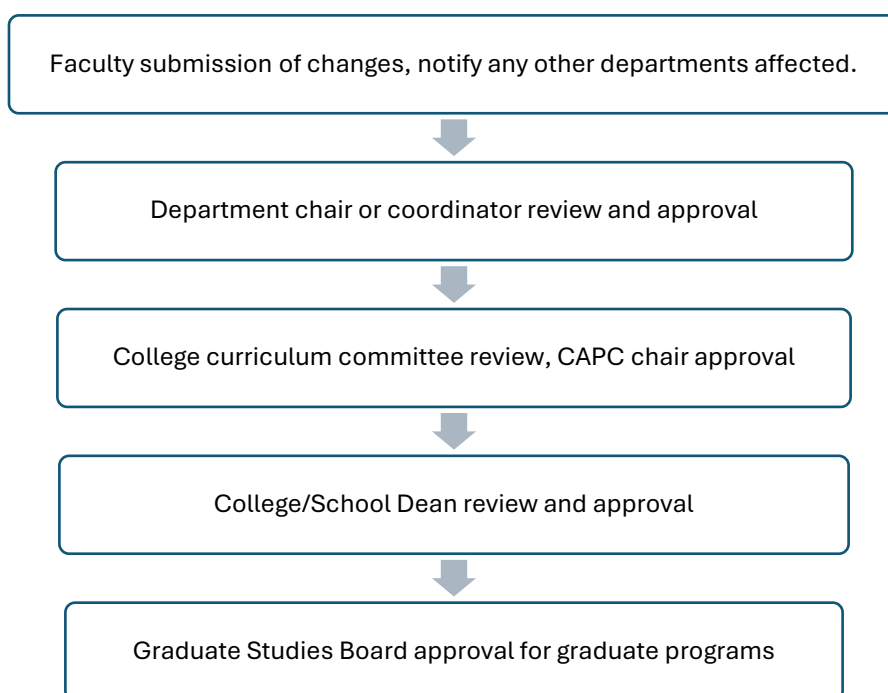 Faculty submission of changes, notify any other departments affected.
Department chair or coordinator review and approval
College curriculum committee review, CAPC chair approval
College/School Dean review and approval
Graduate Studies Board approval for graduate programs